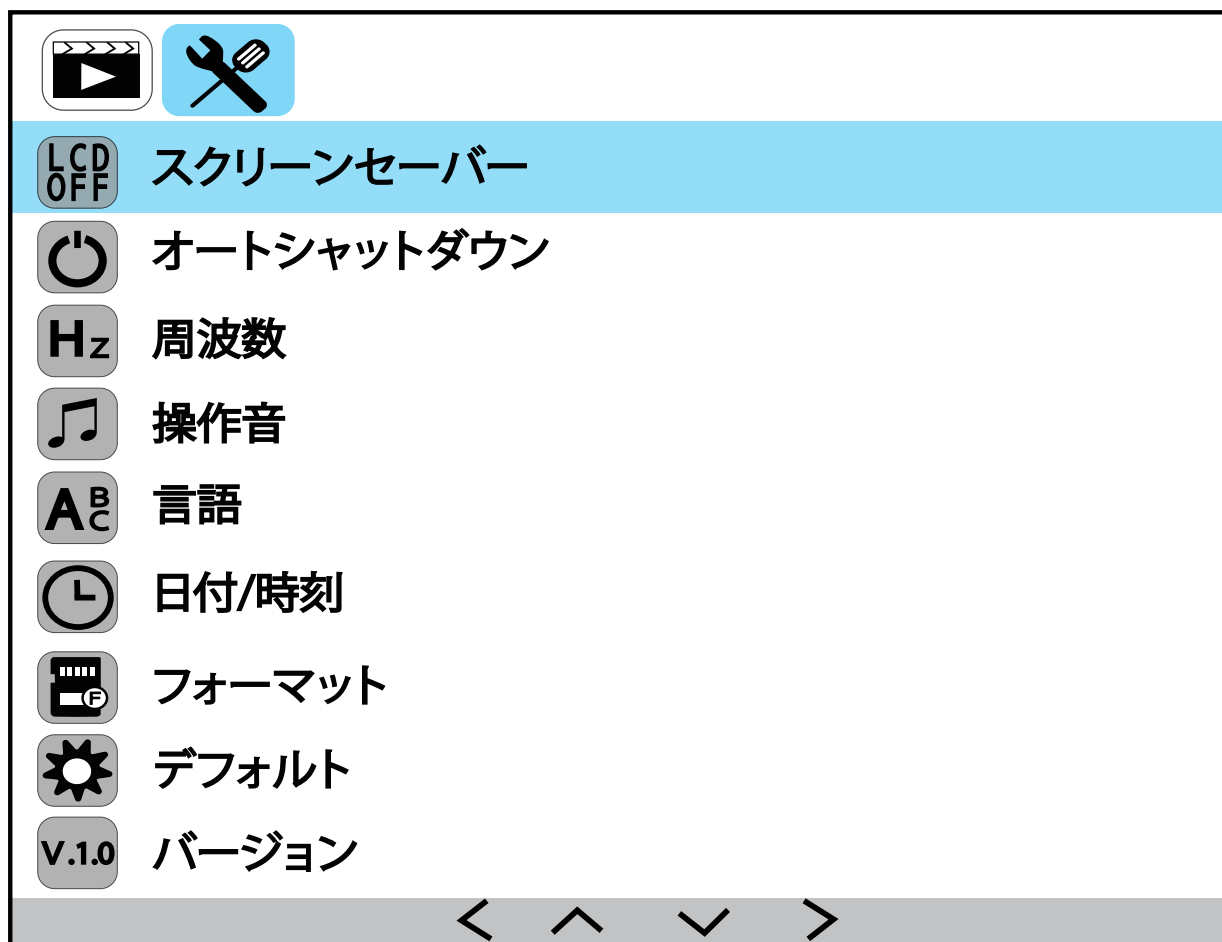 LCD OFF スクリーンセーバー
オートシャットダウン
Hz 周波数
操作音
ABC 言語
日付/時刻
F フォーマット
デフォルト
V.1.0 バージョン